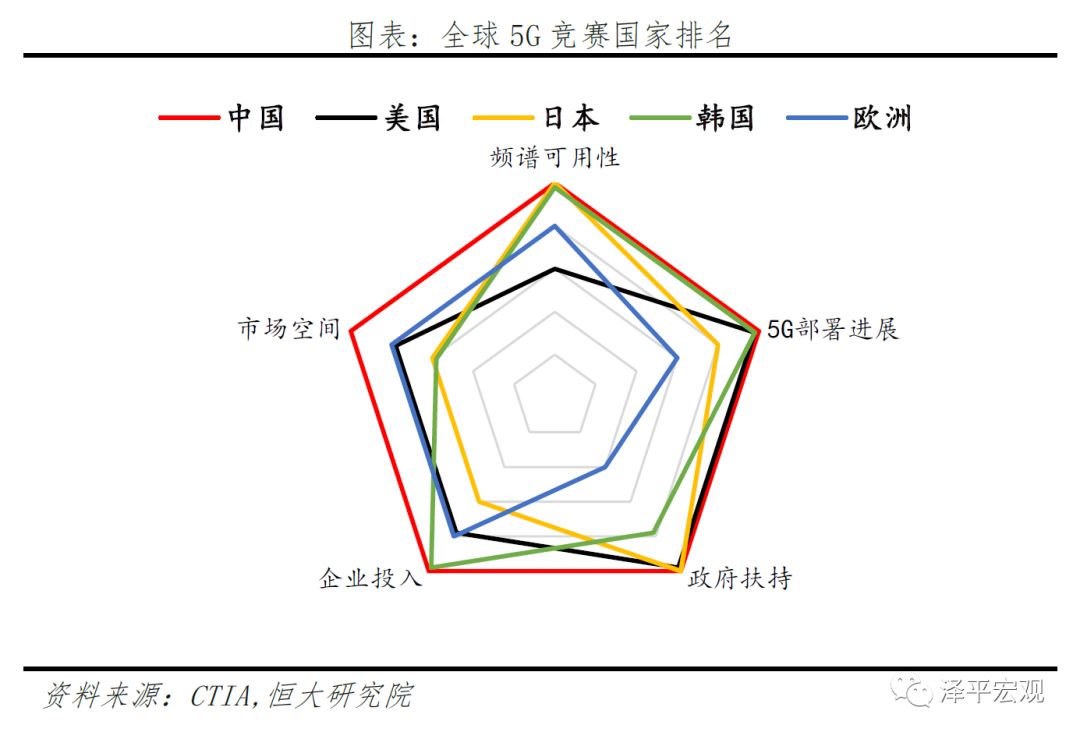 图表：全球 5G 竞赛国家排名
中国 美国 日本 韩国 欧洲
频谱可用性
市场空间
5G部署进展
企业投入
政府扶持
资料来源：CTIA,恒大研究院
泽平宏观